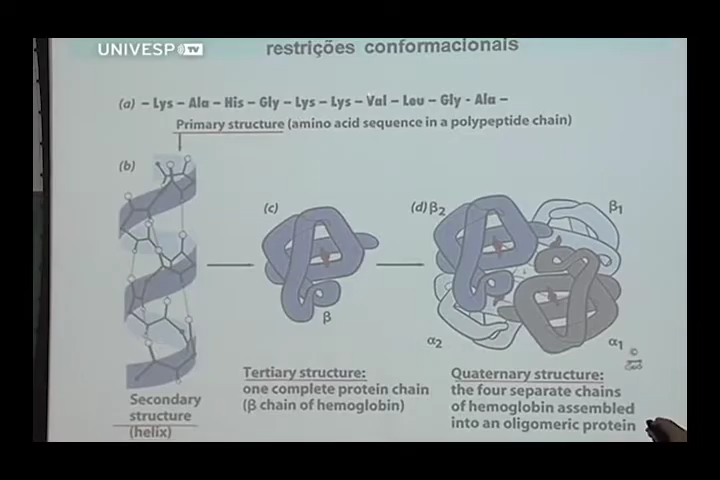 UNIVESP TV
restrições conformacionais
(a) – Lys – Ala – His – Gly – Lys – Lys – Val – Leu – Gly - Ala –
Primary structure (amino acid sequence in a polypeptide chain)
(b)
(c)
(d) β2
β1
β
α2
α1
©
Secondary
structure
(helix)
Tertiary structure:
one complete protein chain
(β chain of hemoglobin)
Quaternary structure:
the four separate chains
of hemoglobin assembled
into an oligomeric protein